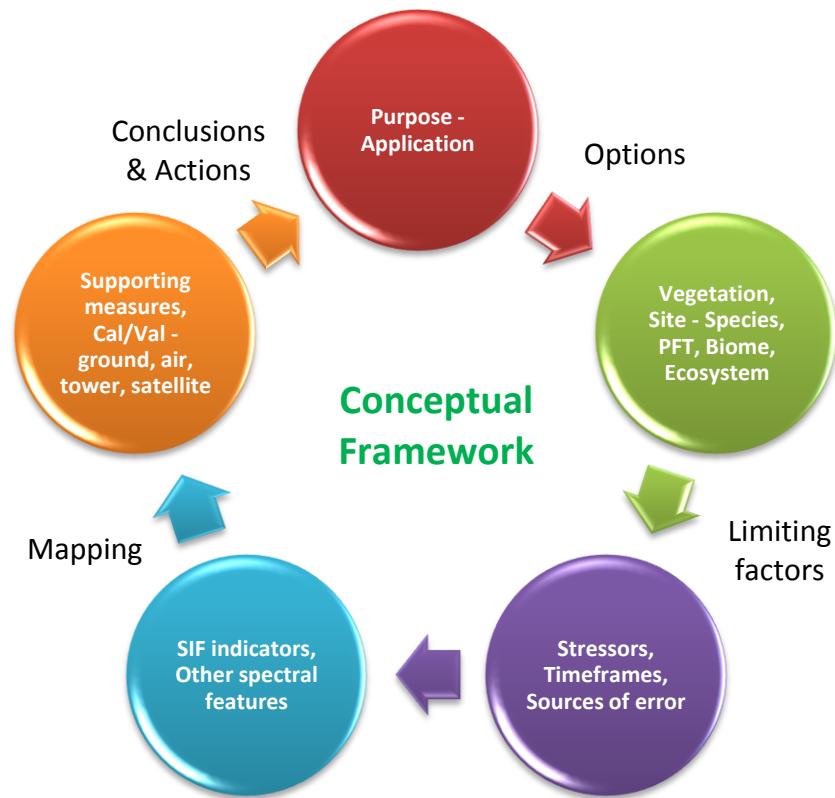 Purpose -
Application
Options
Vegetation,
Site - Species,
PFT, Biome,
Ecosystem
Limiting
factors
Stressors,
Timeframes,
Sources of error
SIF indicators,
Other spectral
features
Mapping
Supporting
measures,
Cal/Val -
ground, air,
tower, satellite
Conclusions
& Actions
Conceptual
Framework